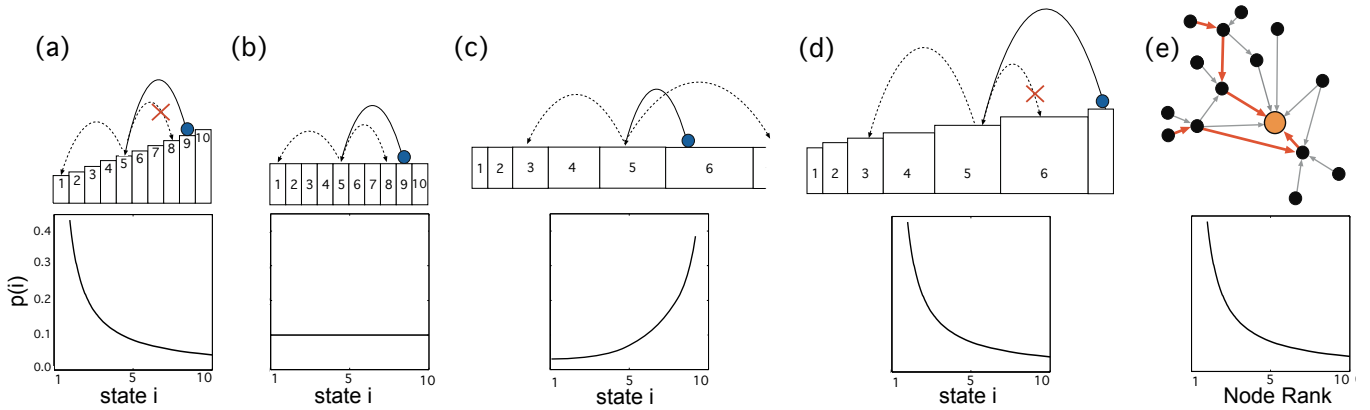 (a)
(b)
(c)
(d)
(e)
1 2 3 4 5 6 7 8 9 10
1 2 3 4 5 6 7 8 9 10
1 2 3 4 5 6
1 2 3 4 5 6
p(i)
0.4
0.3
0.2
0.1
0.0
1 5 10
state i
1 5 10
state i
1 5 10
state i
1 5 10
state i
1 5 10
Node Rank